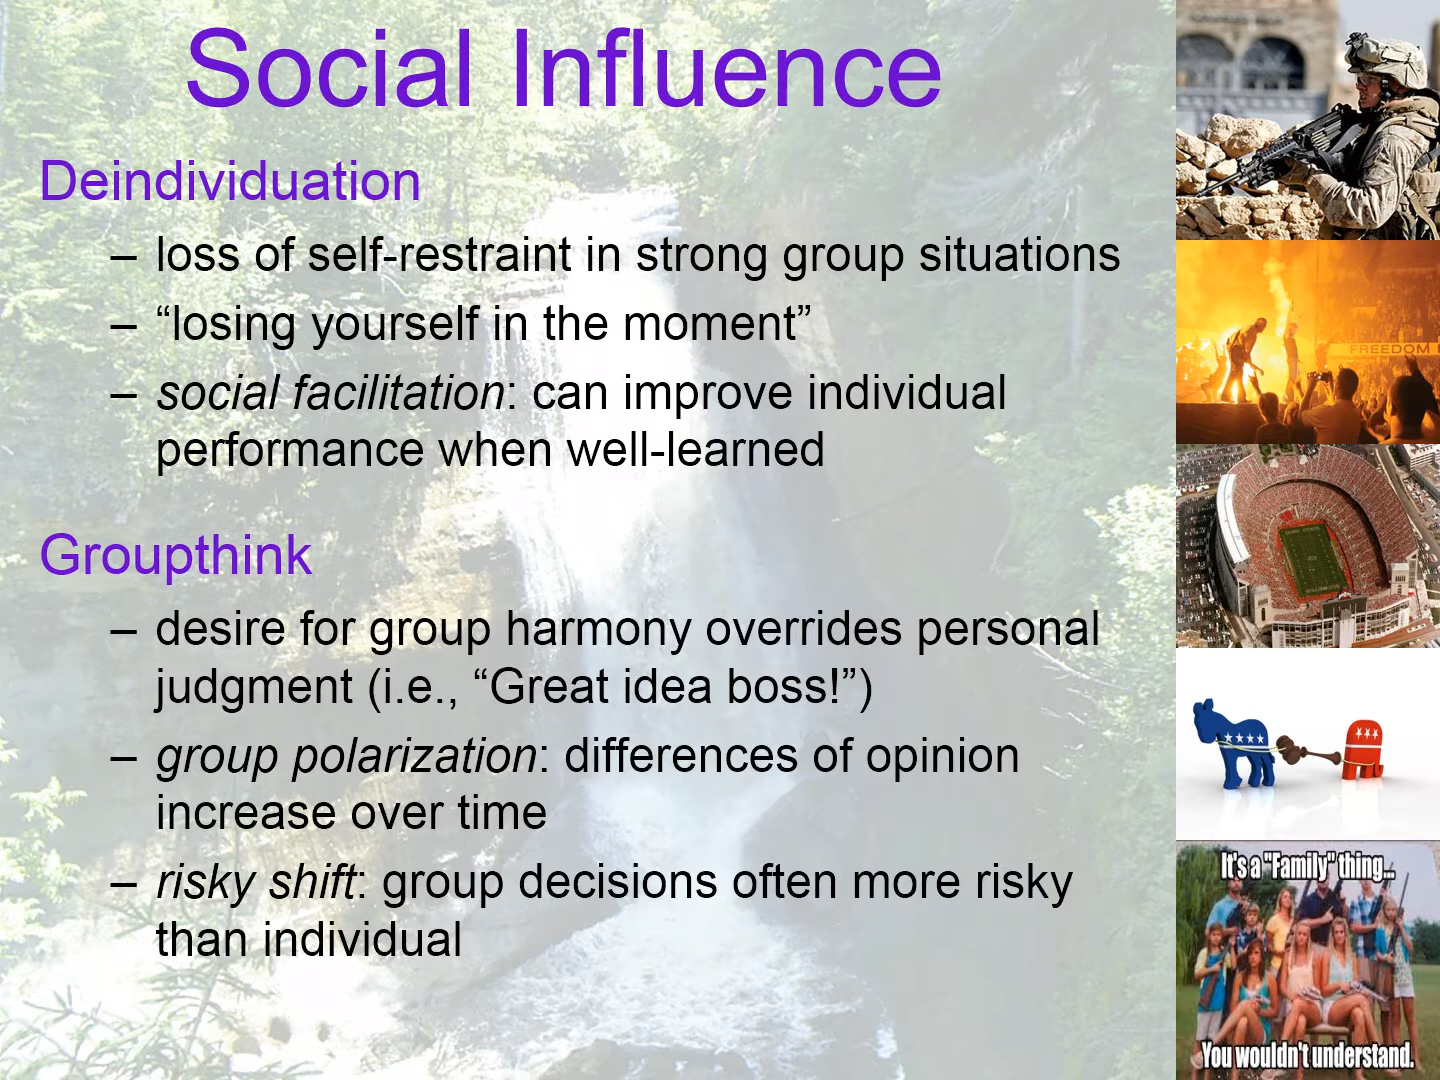 Social Influence
Deindividuation
– loss of self-restraint in strong group situations
– “losing yourself in the moment”
– social facilitation: can improve individual
performance when well-learned
Groupthink
– desire for group harmony overrides personal
judgment (i.e., “Great idea boss!”)
– group polarization: differences of opinion
increase over time
– risky shift: group decisions often more risky
than individual
FREEDOM
It's a "Family" thing...
You wouldn't understand.